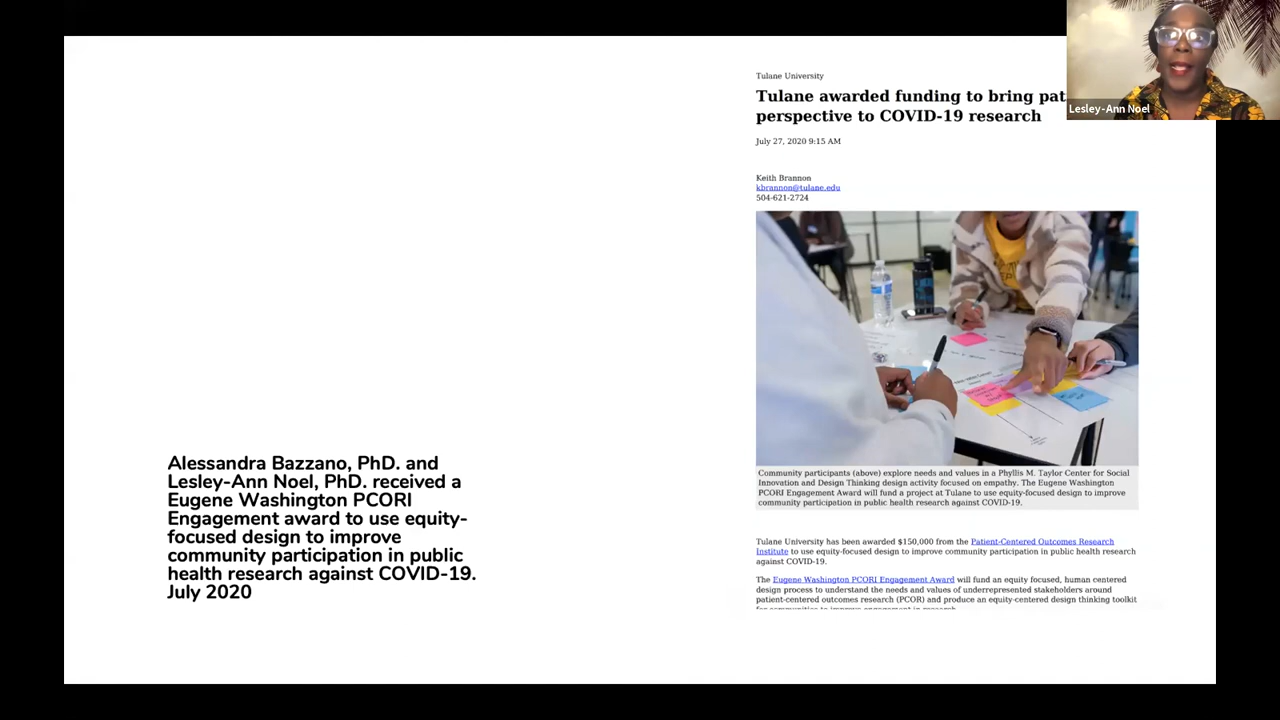 Lesley-Ann Noel
Tulane University
Tulane awarded funding to bring
perspective to COVID-19 research
July 27, 2020 9:15 AM
Keith Brannon
kbrannon@tulane.edu
504-621-2724
Community participants (above) explore needs and values in a Phyllis M. Taylor Center for Social
Innovation and Design Thinking design activity focused on empathy. The Eugene Washington
PCORI Engagement Award will fund a project at Tulane to use equity-focused design to improve
community participation in public health research against COVID-19.
Tulane University has been awarded $150,000 from the Patient-Centered Outcomes Research
Institute to use equity-focused design to improve community participation in public health research
against COVID-19.
The Eugene Washington PCORI Engagement Award will fund an equity focused, human centered
design process to understand the needs and values of underrepresented stakeholders around
patient-centered outcomes research (PCOR) and produce an equity-centered design thinking toolkit
for communities to improve engagement in research.
Alessandra Bazzano, PhD. and
Lesley-Ann Noel, PhD. received a
Eugene Washington PCORI
Engagement award to use equity-
focused design to improve
community participation in public
health research against COVID-19.
July 2020